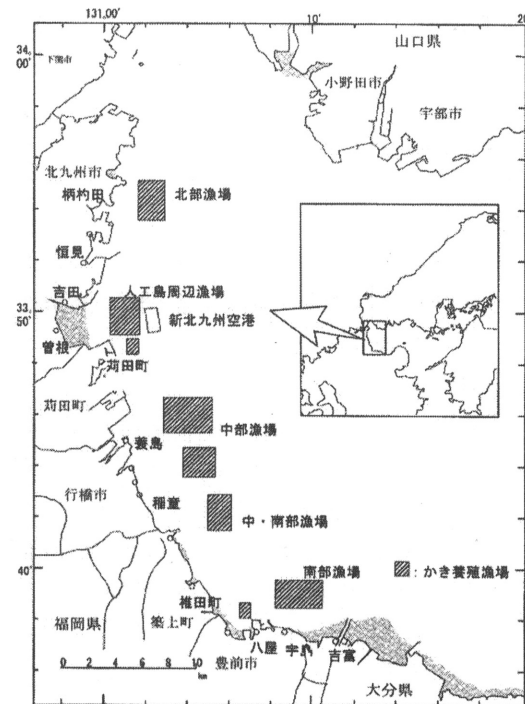 131,00′
10′
20
34
00′
下関市
山口県
小野田市
宇部市
北九州市
柄杓田
北部漁場
恒見
吉田
人工島周辺漁場
50′
新北九州空港
曽根
苅田町
苅田町
中部漁場
蓑島
行橋市
稲童
中・南部漁場
40′
南部漁場
:かき養殖漁場
椎田町
福岡県
築上町
八屋
宇島
吉富
豊前市
0 2 4 6 8 10
km
大分県